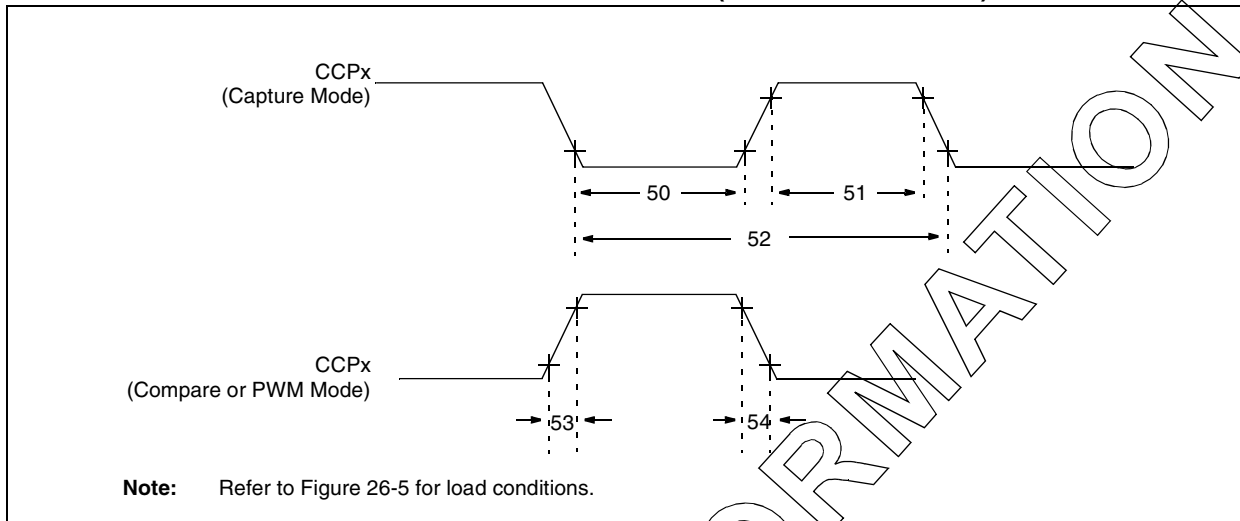 CCPx
(Capture Mode)
50
51
52
CCPx
(Compare or PWM Mode)
53
54
Note: Refer to Figure 26-5 for load conditions.